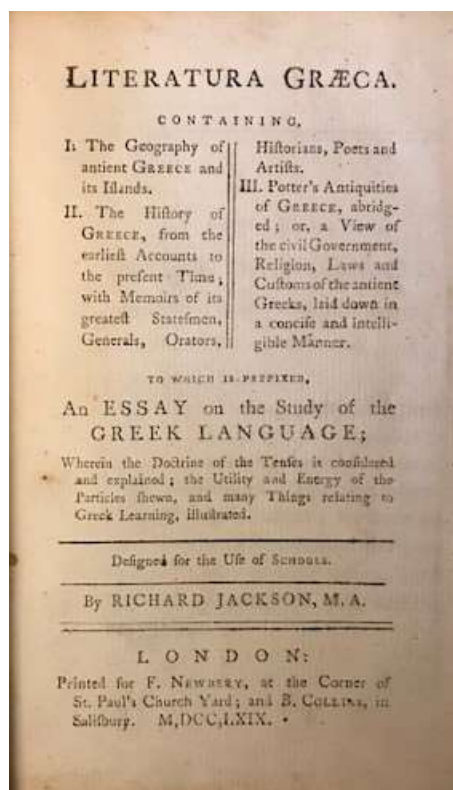 LITERATURA GRÆCA.
CONTAINING,
I. The Geography of
antient GREECE and
its Iſlands.
II. The Hiſtory of
GREECE, from the
earlieſt Accounts to
the preſent Time;
with Memoirs of its
greateſt Stateſmen,
Generals, Orators,
Hiſtorians, Poets and
Artiſts.
III. Potter's Antiquities
of GREECE, abridg-
ed; or, a View of
the civil Government,
Religion, Laws and
Cuſtoms of the antient
Greeks, laid down in
a conciſe and intelli-
gible Manner.
TO WHICH IS PREFIXED,
An ESSAY on the Study of the
GREEK LANGUAGE;
Wherein the Doctrine of the Tenſes is conſidered
and explained; the Utility and Energy of the
Particles ſhewn, and many Things relating to
Greek Learning, illuſtrated.
Deſigned for the Uſe of SCHOOLS.
By RICHARD JACKSON, M. A.
LONDON:
Printed for F. NEWBERY, at the Corner of
St. Paul's Church Yard; and B. COLLINS, in
Saliſbury. M,DCC,LXIX.